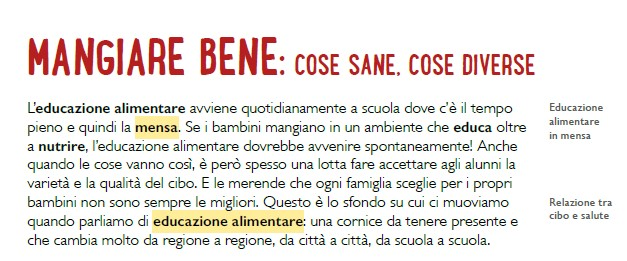 MANGIARE BENE: COSE SANE, COSE DIVERSE
L’educazione alimentare avviene quotidianamente a scuola dove c’è il tempo
pieno e quindi la mensa. Se i bambini mangiano in un ambiente che educa oltre
a nutrire, l’educazione alimentare dovrebbe avvenire spontaneamente! Anche
quando le cose vanno così, è però spesso una lotta fare accettare agli alunni la
varietà e la qualità del cibo. E le merende che ogni famiglia sceglie per i propri
bambini non sono sempre le migliori. Questo è lo sfondo su cui ci muoviamo
quando parliamo di educazione alimentare: una cornice da tenere presente e
che cambia molto da regione a regione, da città a città, da scuola a scuola.
Educazione
alimentare
in mensa
Relazione tra
cibo e salute